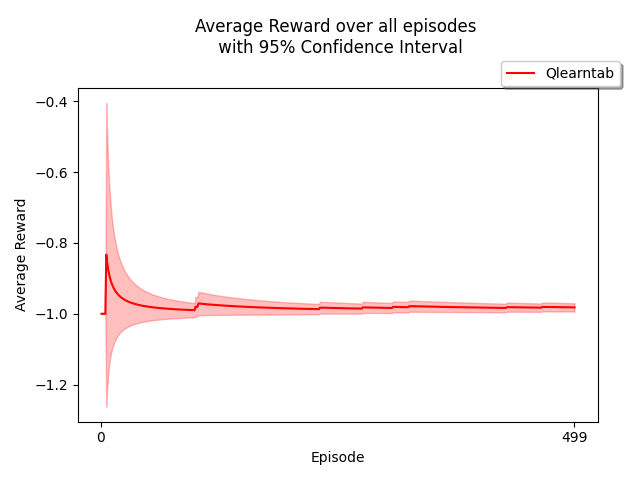 Average Reward over all episodes
with 95% Confidence Interval
Qlearntab
−0.4
−0.6
−0.8
−1.0
−1.2
Average Reward
0
499
Episode